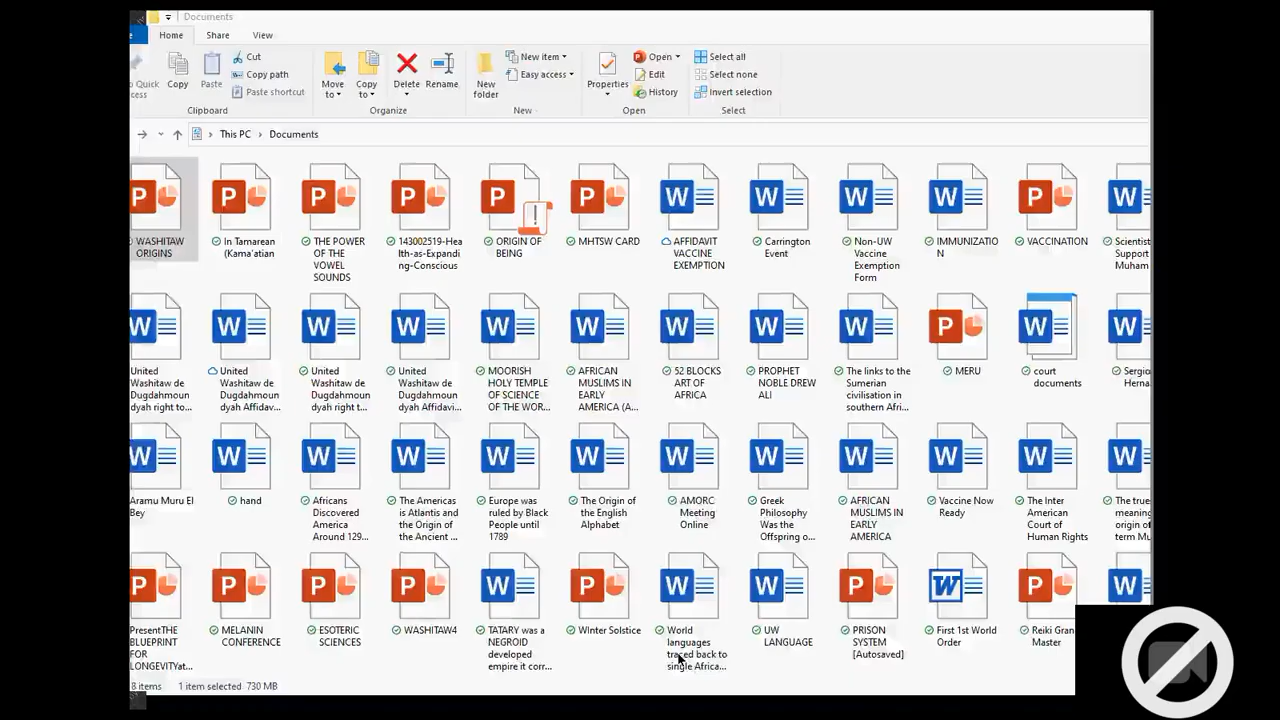 Documents
Home Share View
Cut
Copy path
Paste shortcut
Copy
Paste
Clipboard
Move to
Copy to
Delete
Rename
Organize
New folder
New item
Easy access
New
Properties
Open
Edit
History
Open
Select all
Select none
Invert selection
Select
This PC > Documents
WASHITAW
ORIGINS
In Tamarean
(Kama'atian
THE POWER
OF THE
VOWEL
SOUNDS
143002519-Hea
lth-as-Expandi
ng-Conscious
ORIGIN OF
BEING
MHTSW CARD
AFFIDAVIT
VACCINE
EXEMPTION
Carrington
Event
Non-UW
Vaccine
Exemption
Form
IMMUNIZATIO
N
VACCINATION
Scientist
Support
Muham
United
Washitaw de
Dugdahmoun
dyah right to...
United
Washitaw de
Dugdahmoun
dyah Affidav...
United
Washitaw de
Dugdahmoun
dyah right t...
United
Washitaw de
Dugdahmoun
dyah Affidavi...
MOORISH
HOLY TEMPLE
OF SCIENCE
OF THE WOR...
AFRICAN
MUSLIMS IN
EARLY
AMERICA (A...
52 BLOCKS
ART OF
AFRICA
PROPHET
NOBLE DREW
ALI
The links to the
Sumerian
civilisation in
southern Afri...
MERU
court
documents
Sergio
Herna
Aramu Muru El
Bey
hand
Africans
Discovered
America
Around 129...
The Americas
is Atlantis and
the Origin of
the Ancient ...
Europe was
ruled by Black
People until
1789
The Origin of
the English
Alphabet
AMORC
Meeting
Online
Greek
Philosophy
Was the
Offspring o...
AFRICAN
MUSLIMS IN
EARLY
AMERICA
Vaccine Now
Ready
The Inter
American
Court of
Human Rights
The true
meaning
origin of
term Mu
PresentTHE
BLUEPRINT
FOR
LONGEVITYat...
MELANIN
CONFERENCE
ESOTERIC
SCIENCES
WASHITAW4
TATARY was a
NEGROID
developed
empire it corr...
WInter Solstice
World
languages
traced back to
single Africa...
UW
LANGUAGE
PRISON
SYSTEM
[Autosaved]
First 1st World
Order
Reiki Gran
Master
8 items 1 item selected 730 MB